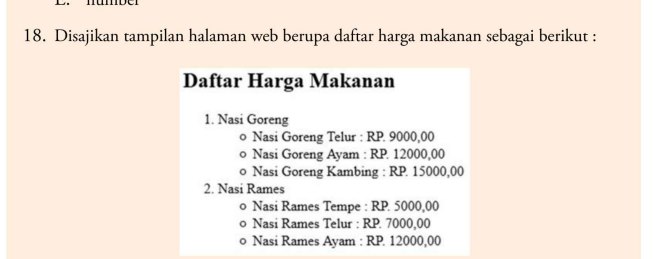 E. number
18. Disajikan tampilan halaman web berupa daftar harga makanan sebagai berikut :
Daftar Harga Makanan
1. Nasi Goreng
o Nasi Goreng Telur : RP. 9000,00
o Nasi Goreng Ayam : RP. 12000,00
o Nasi Goreng Kambing : RP. 15000,00
2. Nasi Rames
o Nasi Rames Tempe : RP. 5000,00
o Nasi Rames Telur : RP. 7000,00
o Nasi Rames Ayam : RP. 12000,00